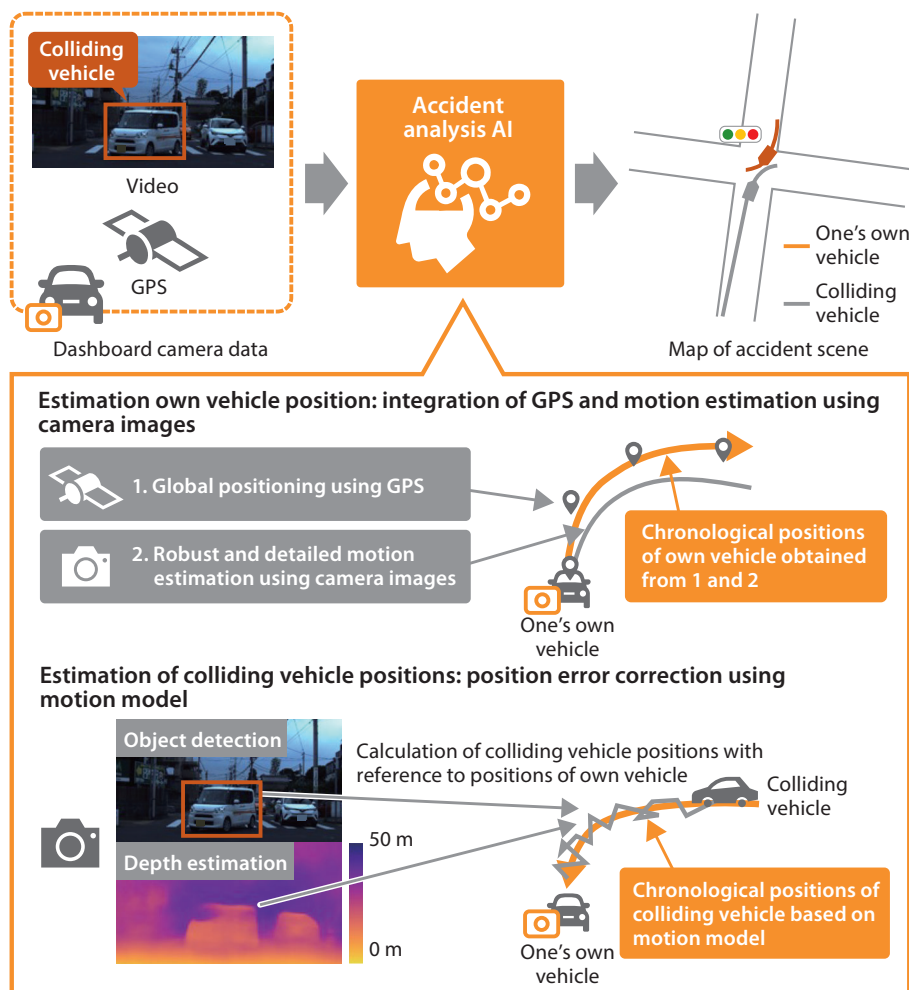 Colliding
vehicle
Video
GPS
Dashboard camera data
Accident
analysis AI
One's own
vehicle
Colliding
vehicle
Map of accident scene
Estimation own vehicle position: integration of GPS and motion estimation using
camera images
1. Global positioning using GPS
2. Robust and detailed motion
estimation using camera images
Chronological positions
of own vehicle obtained
from 1 and 2
One's own
vehicle
Estimation of colliding vehicle positions: position error correction using
motion model
Object detection
Depth estimation
50 m
0 m
Calculation of colliding vehicle positions with
reference to positions of own vehicle
Colliding
vehicle
Chronological positions of
colliding vehicle based on
motion model
One's own
vehicle